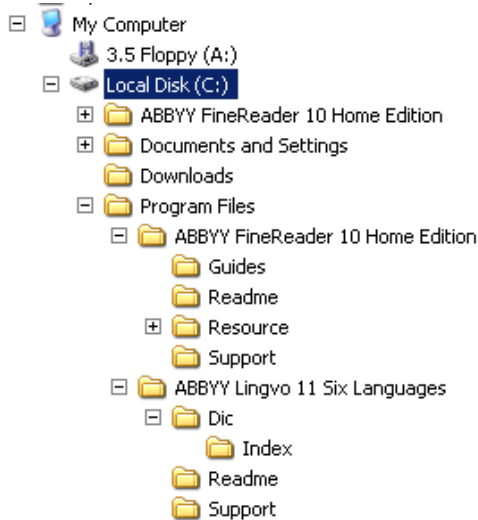 My Computer
3.5 Floppy (A:)
Local Disk (C:)
ABBYY FineReader 10 Home Edition
Documents and Settings
Downloads
Program Files
ABBYY FineReader 10 Home Edition
Guides
Readme
Resource
Support
ABBYY Lingvo 11 Six Languages
Dic
Index
Readme
Support